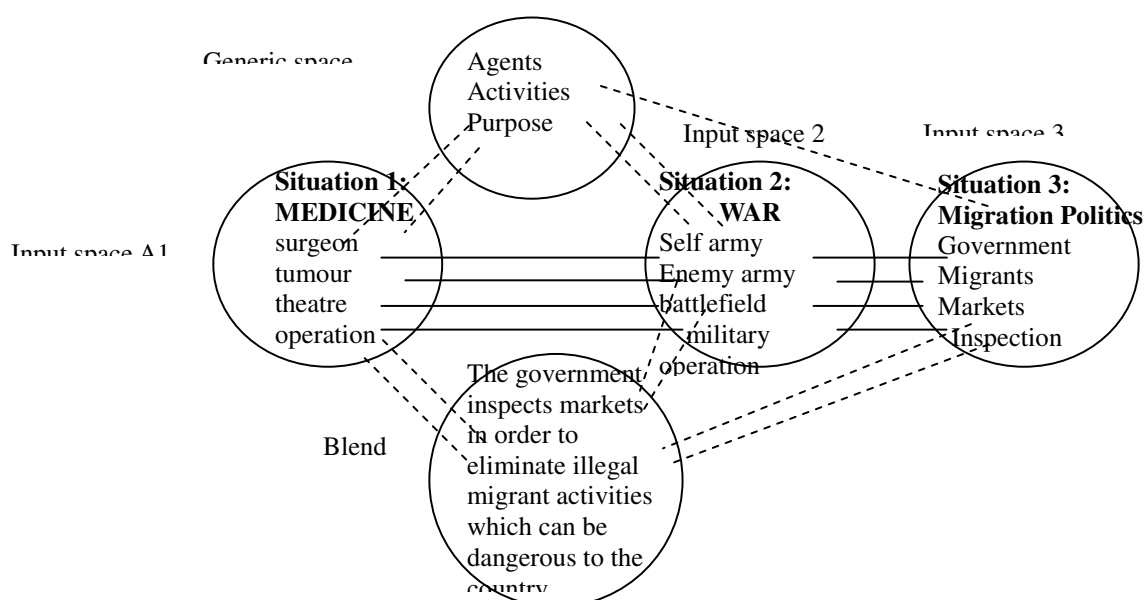 Generic space
Agents
Activities
Purpose
Input space 2
Input space 3
Situation 1:
MEDICINE
surgeon
tumour
theatre
operation
Input space A1
Situation 2:
WAR
Self army
Enemy army
battlefield
military
operation
Situation 3:
Migration Politics
Government
Migrants
Markets
Inspection
Blend
The government
inspects markets
in order to
eliminate illegal
migrant activities
which can be
dangerous to the
country